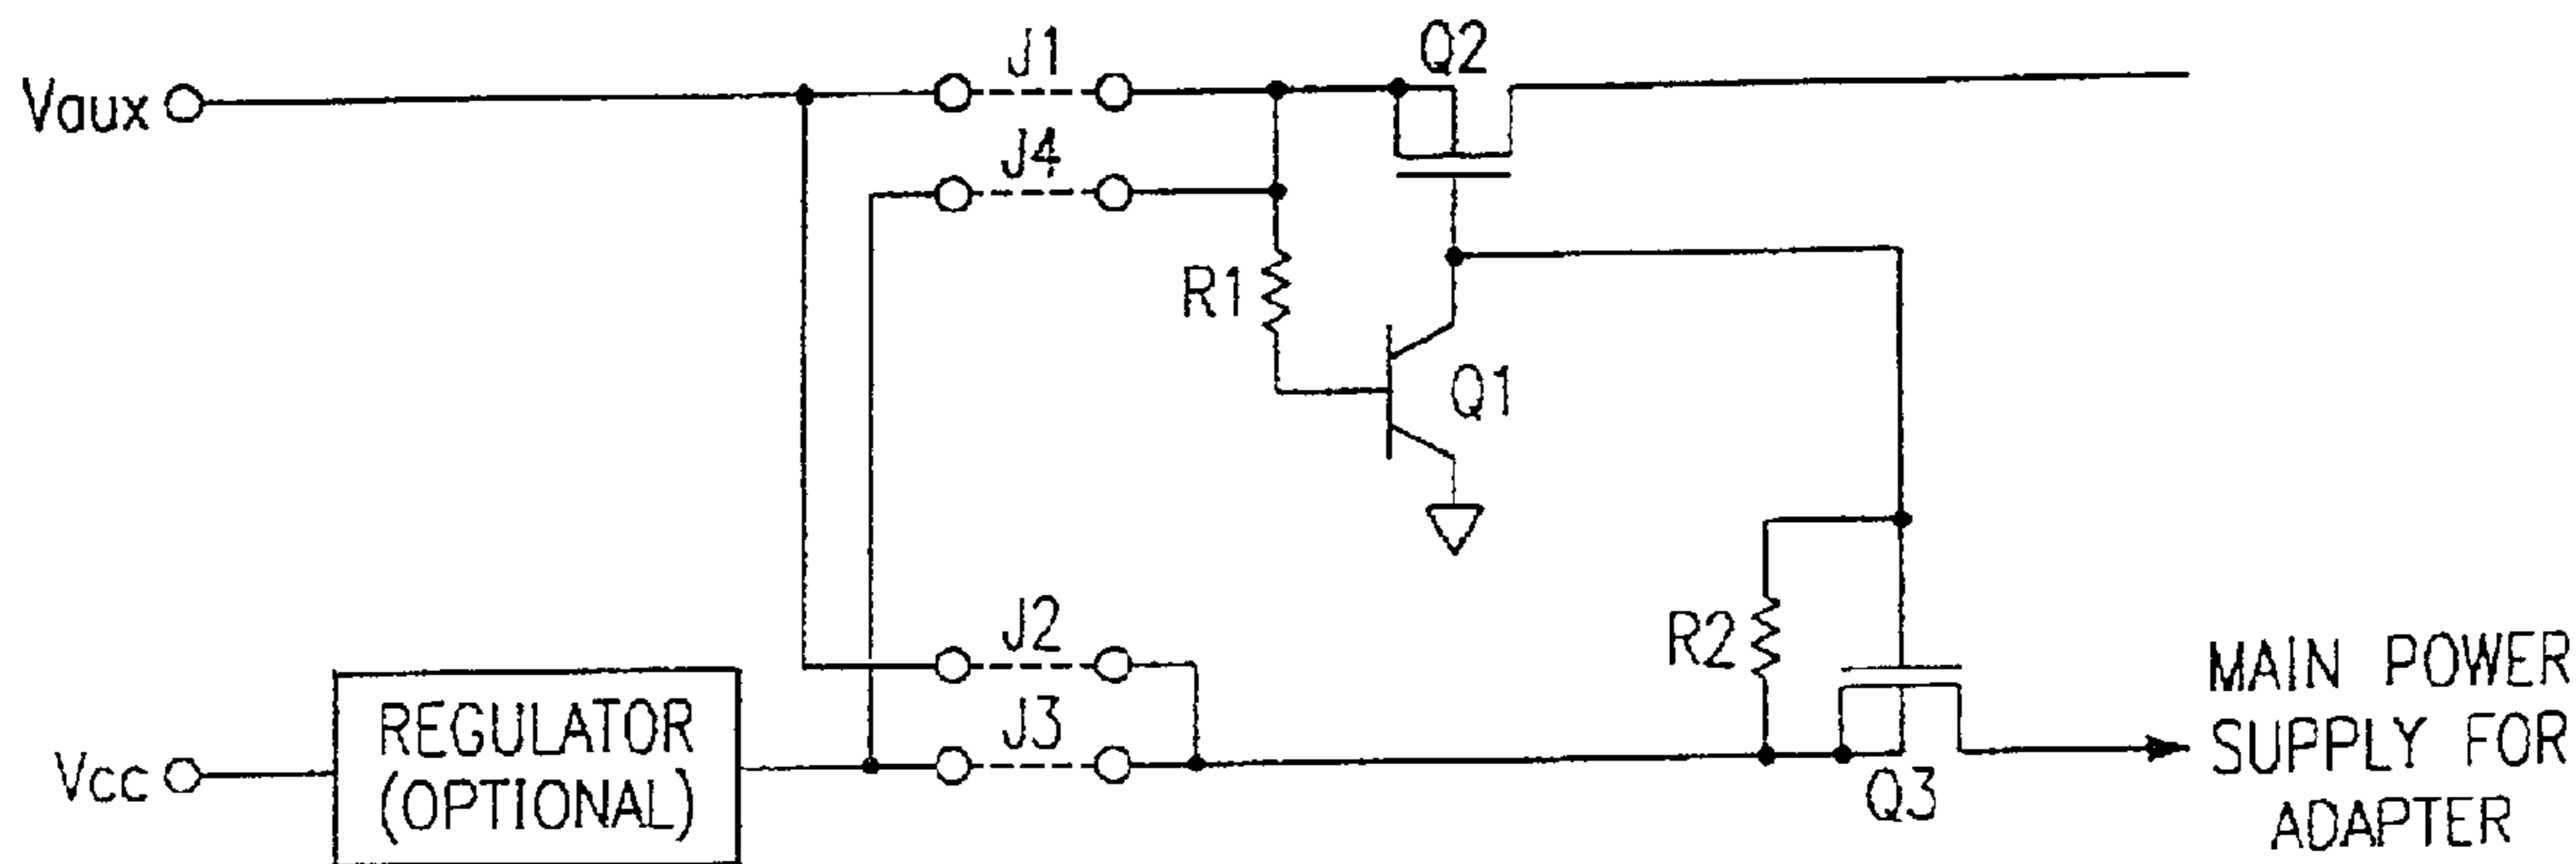 J1
Q2
Vaux
J4
R1
Q1
J2
R2
MAIN POWER
SUPPLY FOR
ADAPTER
REGULATOR
(OPTIONAL)
J3
Vcc
Q3